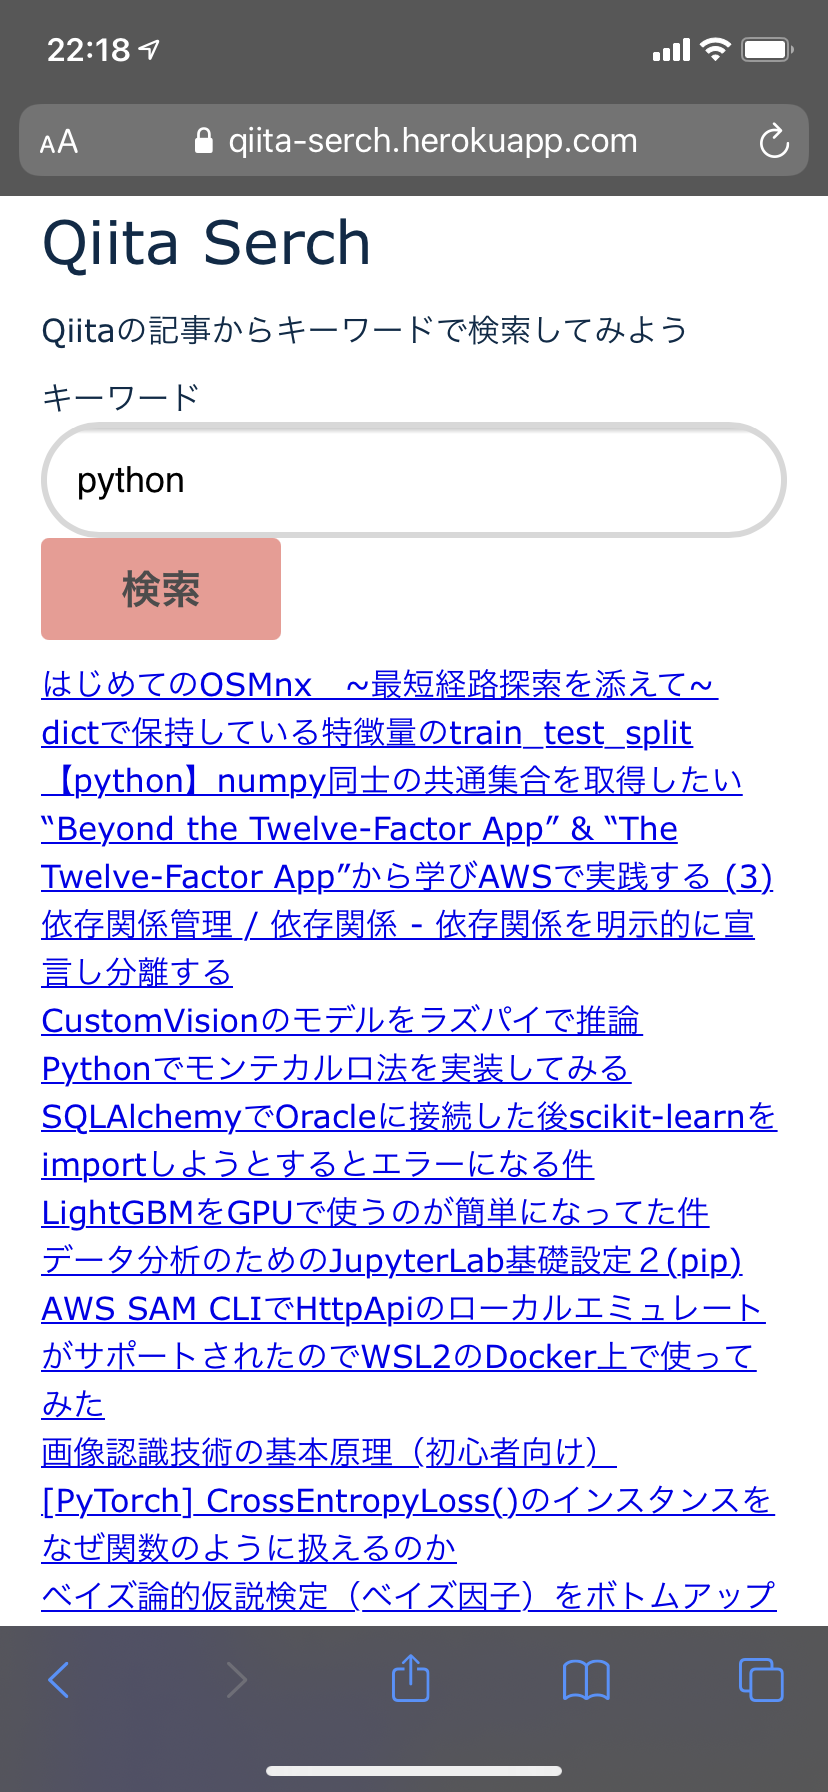 22:18
AA qiita-serch.herokuapp.com
Qiita Serch
Qiitaの記事からキーワードで検索してみよう
キーワード
python
検索
はじめてのOSMnx　~最短経路探索を添えて~
dictで保持している特徴量のtrain_test_split
【python】numpy同士の共通集合を取得したい
“Beyond the Twelve-Factor App” & “The
Twelve-Factor App”から学びAWSで実践する (3)
依存関係管理 / 依存関係 - 依存関係を明示的に宣
言し分離する
CustomVisionのモデルをラズパイで推論
Pythonでモンテカルロ法を実装してみる
SQLAlchemyでOracleに接続した後scikit-learnを
importしようとするとエラーになる件
LightGBMをGPUで使うのが簡単になってた件
データ分析のためのJupyterLab基礎設定２(pip)
AWS SAM CLIでHttpApiのローカルエミュレート
がサポートされたのでWSL2のDocker上で使って
みた
画像認識技術の基本原理（初心者向け）
[PyTorch] CrossEntropyLoss()のインスタンスを
なぜ関数のように扱えるのか
ベイズ論的仮説検定（ベイズ因子）をボトムアップ